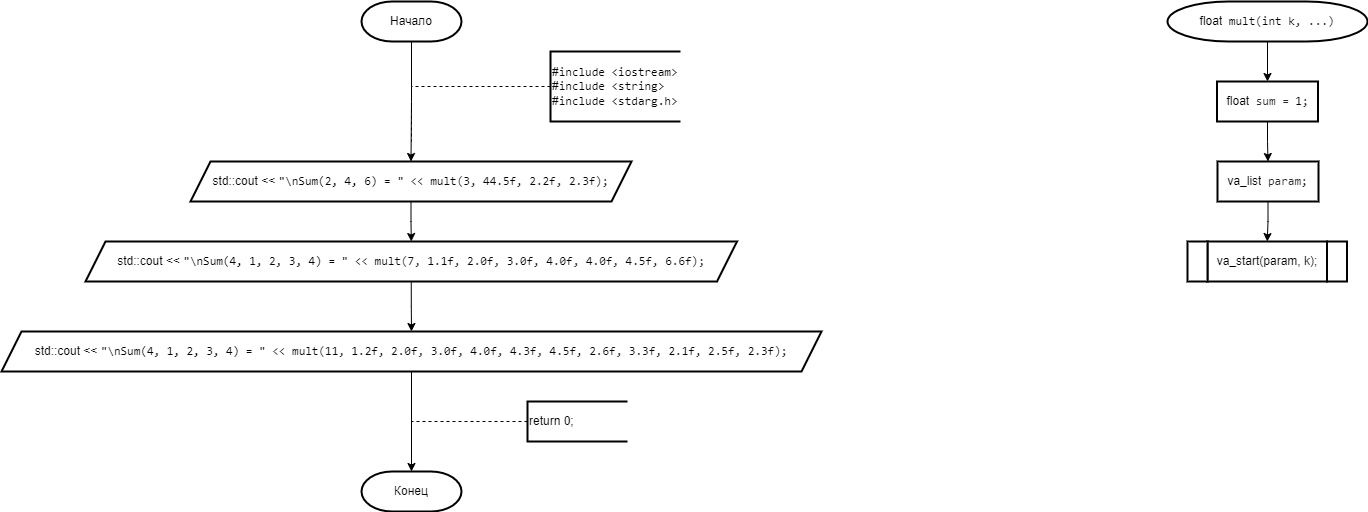 Начало
#include <iostream>
#include <string>
#include <stdarg.h>
std::cout << "\nSum(2, 4, 6) = " << mult(3, 44.5f, 2.2f, 2.3f);
std::cout << "\nSum(4, 1, 2, 3, 4) = " << mult(7, 1.1f, 2.0f, 3.0f, 4.0f, 4.0f, 4.5f, 6.6f);
std::cout << "\nSum(4, 1, 2, 3, 4) = " << mult(11, 1.2f, 2.0f, 3.0f, 4.0f, 4.3f, 4.5f, 2.6f, 3.3f, 2.1f, 2.5f, 2.3f);
return 0;
Конец
float mult(int k, ...)
float sum = 1;
va_list param;
va_start(param, k);